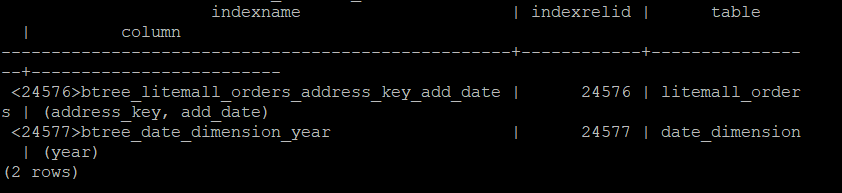 indexname | indexrelid | table
| column
---------------------------------------------------+------------+---------------
--+-------------------------
<24576>btree_litemall_orders_address_key_add_date | 24576 | litemall_order
s | (address_key, add_date)
<24577>btree_date_dimension_year | 24577 | date_dimension
| (year)
(2 rows)